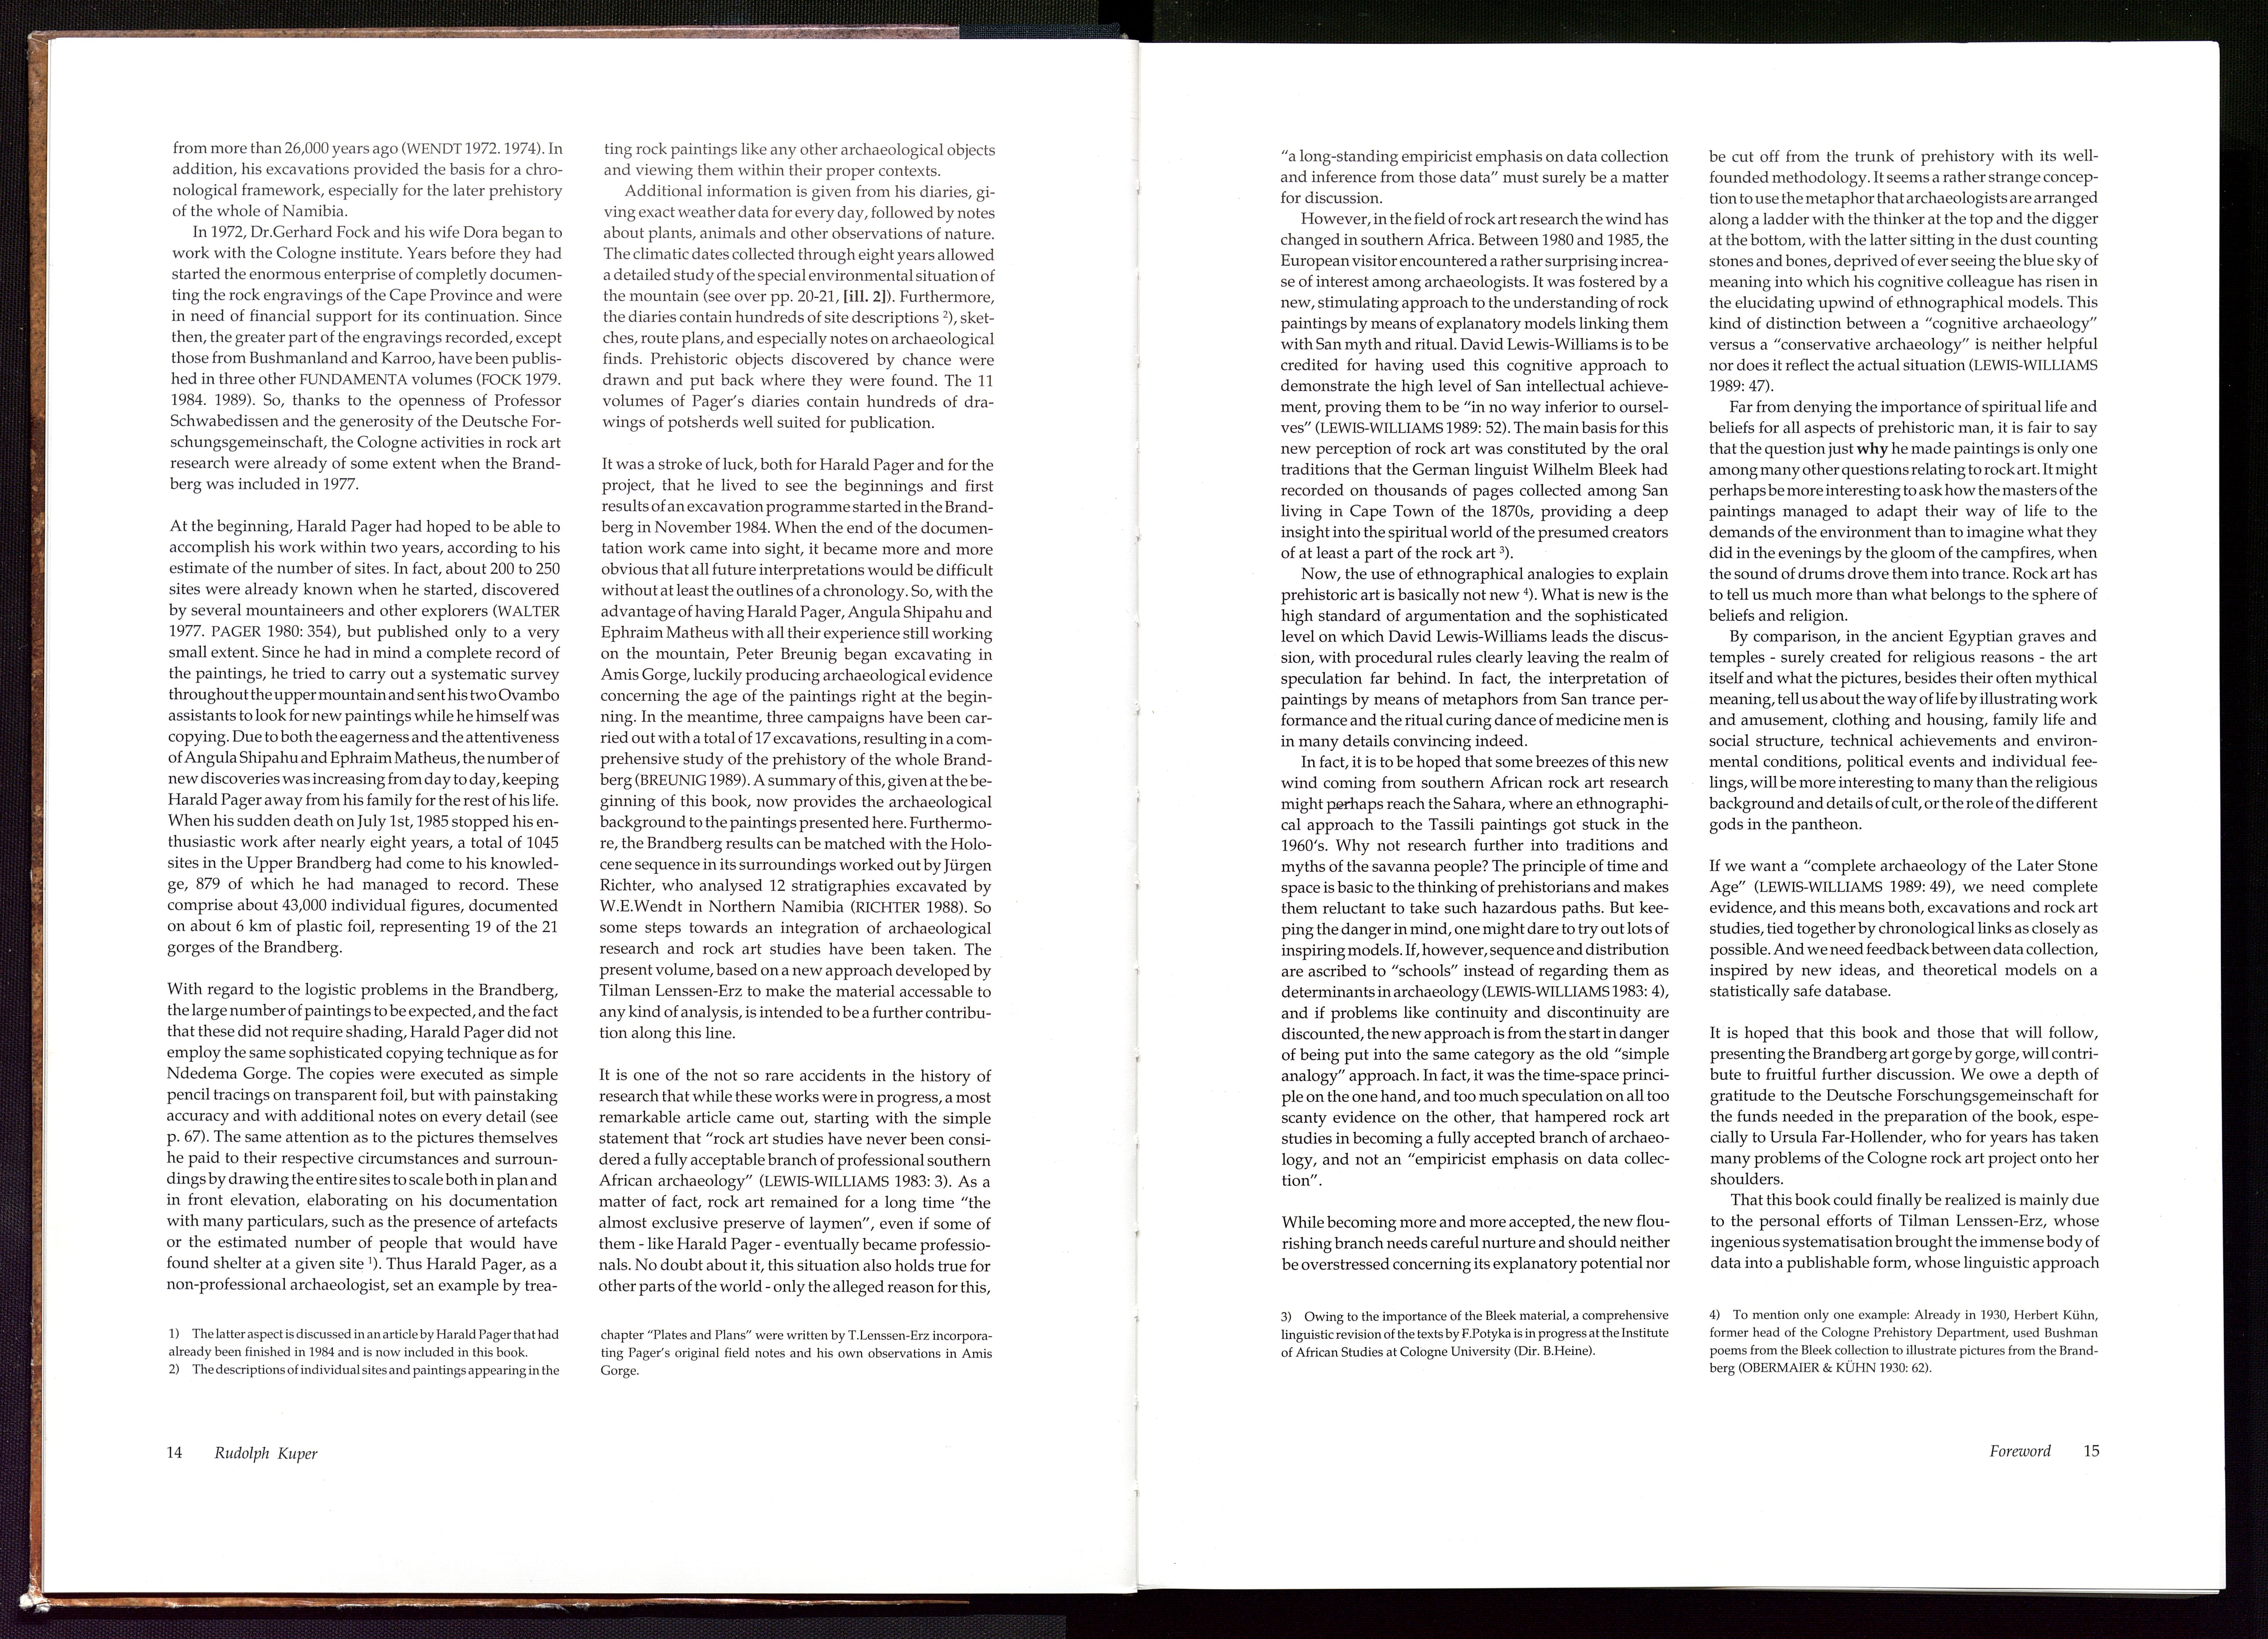 from more than 26,000 years ago (WENDT 1972. 1974). In
addition, his excavations provided the basis for a chro-
nological framework, especially for the later prehistory
of the whole of Namibia.
In 1972, Dr.Gerhard Fock and his wife Dora began to
work with the Cologne institute. Years before they had
started the enormous enterprise of completly documen-
ting the rock engravings of the Cape Province and were
in need of financial support for its continuation. Since
then, the greater part of the engravings recorded, except
those from Bushmanland and Karroo, have been publis-
hed in three other FUNDAMENTA volumes (FOCK 1979.
1984. 1989). So, thanks to the openness of Professor
Schwabedissen and the generosity of the Deutsche For-
schungsgemeinschaft, the Cologne activities in rock art
research were already of some extent when the Brand-
berg was included in 1977.
At the beginning, Harald Pager had hoped to be able to
accomplish his work within two years, according to his
estimate of the number of sites. In fact, about 200 to 250
sites were already known when he started, discovered
by several mountaineers and other explorers (WALTER
1977. PAGER 1980: 354), but published only to a very
small extent. Since he had in mind a complete record of
the paintings, he tried to carry out a systematic survey
throughout the upper mountain and sent his two Ovambo
assistants to look for new paintings while he himself was
copying. Due to both the eagerness and the attentiveness
of Angula Shipahu and Ephraim Matheus, the number of
new discoveries was increasing from day to day, keeping
Harald Pager away from his family for the rest of his life.
When his sudden death on July 1st, 1985 stopped his en-
thusiastic work after nearly eight years, a total of 1045
sites in the Upper Brandberg had come to his knowled-
ge, 879 of which he had managed to record. These
comprise about 43,000 individual figures, documented
on about 6 km of plastic foil, representing 19 of the 21
gorges of the Brandberg.
With regard to the logistic problems in the Brandberg,
the large number of paintings to be expected, and the fact
that these did not require shading, Harald Pager did not
employ the same sophisticated copying technique as for
Ndedema Gorge. The copies were executed as simple
pencil tracings on transparent foil, but with painstaking
accuracy and with additional notes on every detail (see
p. 67). The same attention as to the pictures themselves
he paid to their respective circumstances and surroun-
dings by drawing the entire sites to scale both in plan and
in front elevation, elaborating on his documentation
with many particulars, such as the presence of artefacts
or the estimated number of people that would have
found shelter at a given site ¹). Thus Harald Pager, as a
non-professional archaeologist, set an example by trea-
1) The latter aspect is discussed in an article by Harald Pager that had
already been finished in 1984 and is now included in this book.
2) The descriptions of individual sites and paintings appearing in the
14 Rudolph Kuper
ting rock paintings like any other archaeological objects
and viewing them within their proper contexts.
Additional information is given from his diaries, gi-
ving exact weather data for every day, followed by notes
about plants, animals and other observations of nature.
The climatic dates collected through eight years allowed
a detailed study of the special environmental situation of
the mountain (see over pp. 20-21, [ill. 2]). Furthermore,
the diaries contain hundreds of site descriptions ²), sket-
ches, route plans, and especially notes on archaeological
finds. Prehistoric objects discovered by chance were
drawn and put back where they were found. The 11
volumes of Pager's diaries contain hundreds of dra-
wings of potsherds well suited for publication.
It was a stroke of luck, both for Harald Pager and for the
project, that he lived to see the beginnings and first
results of an excavation programme started in the Brand-
berg in November 1984. When the end of the documen-
tation work came into sight, it became more and more
obvious that all future interpretations would be difficult
without at least the outlines of a chronology. So, with the
advantage of having Harald Pager, Angula Shipahu and
Ephraim Matheus with all their experience still working
on the mountain, Peter Breunig began excavating in
Amis Gorge, luckily producing archaeological evidence
concerning the age of the paintings right at the begin-
ning. In the meantime, three campaigns have been car-
ried out with a total of 17 excavations, resulting in a com-
prehensive study of the prehistory of the whole Brand-
berg (BREUNIG 1989). A summary of this, given at the be-
ginning of this book, now provides the archaeological
background to the paintings presented here. Furthermo-
re, the Brandberg results can be matched with the Holo-
cene sequence in its surroundings worked out by Jürgen
Richter, who analysed 12 stratigraphies excavated by
W.E.Wendt in Northern Namibia (RICHTER 1988). So
some steps towards an integration of archaeological
research and rock art studies have been taken. The
present volume, based on a new approach developed by
Tilman Lenssen-Erz to make the material accessable to
any kind of analysis, is intended to be a further contribu-
tion along this line.
It is one of the not so rare accidents in the history of
research that while these works were in progress, a most
remarkable article came out, starting with the simple
statement that “rock art studies have never been consi-
dered a fully acceptable branch of professional southern
African archaeology” (LEWIS-WILLIAMS 1983: 3). As a
matter of fact, rock art remained for a long time “the
almost exclusive preserve of laymen”, even if some of
them - like Harald Pager - eventually became professio-
nals. No doubt about it, this situation also holds true for
other parts of the world - only the alleged reason for this,
chapter “Plates and Plans” were written by T.Lenssen-Erz incorpora-
ting Pager's original field notes and his own observations in Amis
Gorge.
“a long-standing empiricist emphasis on data collection
and inference from those data” must surely be a matter
for discussion.
However, in the field of rock art research the wind has
changed in southern Africa. Between 1980 and 1985, the
European visitor encountered a rather surprising increa-
se of interest among archaeologists. It was fostered by a
new, stimulating approach to the understanding of rock
paintings by means of explanatory models linking them
with San myth and ritual. David Lewis-Williams is to be
credited for having used this cognitive approach to
demonstrate the high level of San intellectual achieve-
ment, proving them to be “in no way inferior to oursel-
ves” (LEWIS-WILLIAMS 1989: 52). The main basis for this
new perception of rock art was constituted by the oral
traditions that the German linguist Wilhelm Bleek had
recorded on thousands of pages collected among San
living in Cape Town of the 1870s, providing a deep
insight into the spiritual world of the presumed creators
of at least a part of the rock art ³).
Now, the use of ethnographical analogies to explain
prehistoric art is basically not new ⁴). What is new is the
high standard of argumentation and the sophisticated
level on which David Lewis-Williams leads the discus-
sion, with procedural rules clearly leaving the realm of
speculation far behind. In fact, the interpretation of
paintings by means of metaphors from San trance per-
formance and the ritual curing dance of medicine men is
in many details convincing indeed.
In fact, it is to be hoped that some breezes of this new
wind coming from southern African rock art research
might perhaps reach the Sahara, where an ethnographi-
cal approach to the Tassili paintings got stuck in the
1960's. Why not research further into traditions and
myths of the savanna people? The principle of time and
space is basic to the thinking of prehistorians and makes
them reluctant to take such hazardous paths. But kee-
ping the danger in mind, one might dare to try out lots of
inspiring models. If, however, sequence and distribution
are ascribed to “schools” instead of regarding them as
determinants in archaeology (LEWIS-WILLIAMS 1983: 4),
and if problems like continuity and discontinuity are
discounted, the new approach is from the start in danger
of being put into the same category as the old “simple
analogy” approach. In fact, it was the time-space princi-
ple on the one hand, and too much speculation on all too
scanty evidence on the other, that hampered rock art
studies in becoming a fully accepted branch of archaeo-
logy, and not an “empiricist emphasis on data collec-
tion”.
While becoming more and more accepted, the new flou-
rishing branch needs careful nurture and should neither
be overstressed concerning its explanatory potential nor
3) Owing to the importance of the Bleek material, a comprehensive
linguistic revision of the texts by F.Potyka is in progress at the Institute
of African Studies at Cologne University (Dir. B.Heine).
be cut off from the trunk of prehistory with its well-
founded methodology. It seems a rather strange concep-
tion to use the metaphor that archaeologists are arranged
along a ladder with the thinker at the top and the digger
at the bottom, with the latter sitting in the dust counting
stones and bones, deprived of ever seeing the blue sky of
meaning into which his cognitive colleague has risen in
the elucidating upwind of ethnographical models. This
kind of distinction between a “cognitive archaeology”
versus a “conservative archaeology” is neither helpful
nor does it reflect the actual situation (LEWIS-WILLIAMS
1989: 47).
Far from denying the importance of spiritual life and
beliefs for all aspects of prehistoric man, it is fair to say
that the question just why he made paintings is only one
among many other questions relating to rock art. It might
perhaps be more interesting to ask how the masters of the
paintings managed to adapt their way of life to the
demands of the environment than to imagine what they
did in the evenings by the gloom of the campfires, when
the sound of drums drove them into trance. Rock art has
to tell us much more than what belongs to the sphere of
beliefs and religion.
By comparison, in the ancient Egyptian graves and
temples - surely created for religious reasons - the art
itself and what the pictures, besides their often mythical
meaning, tell us about the way of life by illustrating work
and amusement, clothing and housing, family life and
social structure, technical achievements and environ-
mental conditions, political events and individual fee-
lings, will be more interesting to many than the religious
background and details of cult, or the role of the different
gods in the pantheon.
If we want a “complete archaeology of the Later Stone
Age” (LEWIS-WILLIAMS 1989: 49), we need complete
evidence, and this means both, excavations and rock art
studies, tied together by chronological links as closely as
possible. And we need feedback between data collection,
inspired by new ideas, and theoretical models on a
statistically safe database.
It is hoped that this book and those that will follow,
presenting the Brandberg art gorge by gorge, will contri-
bute to fruitful further discussion. We owe a depth of
gratitude to the Deutsche Forschungsgemeinschaft for
the funds needed in the preparation of the book, espe-
cially to Ursula Far-Hollender, who for years has taken
many problems of the Cologne rock art project onto her
shoulders.
That this book could finally be realized is mainly due
to the personal efforts of Tilman Lenssen-Erz, whose
ingenious systematisation brought the immense body of
data into a publishable form, whose linguistic approach
4) To mention only one example: Already in 1930, Herbert Kühn,
former head of the Cologne Prehistory Department, used Bushman
poems from the Bleek collection to illustrate pictures from the Brand-
berg (OBERMAIER & KÜHN 1930: 62).
Foreword 15